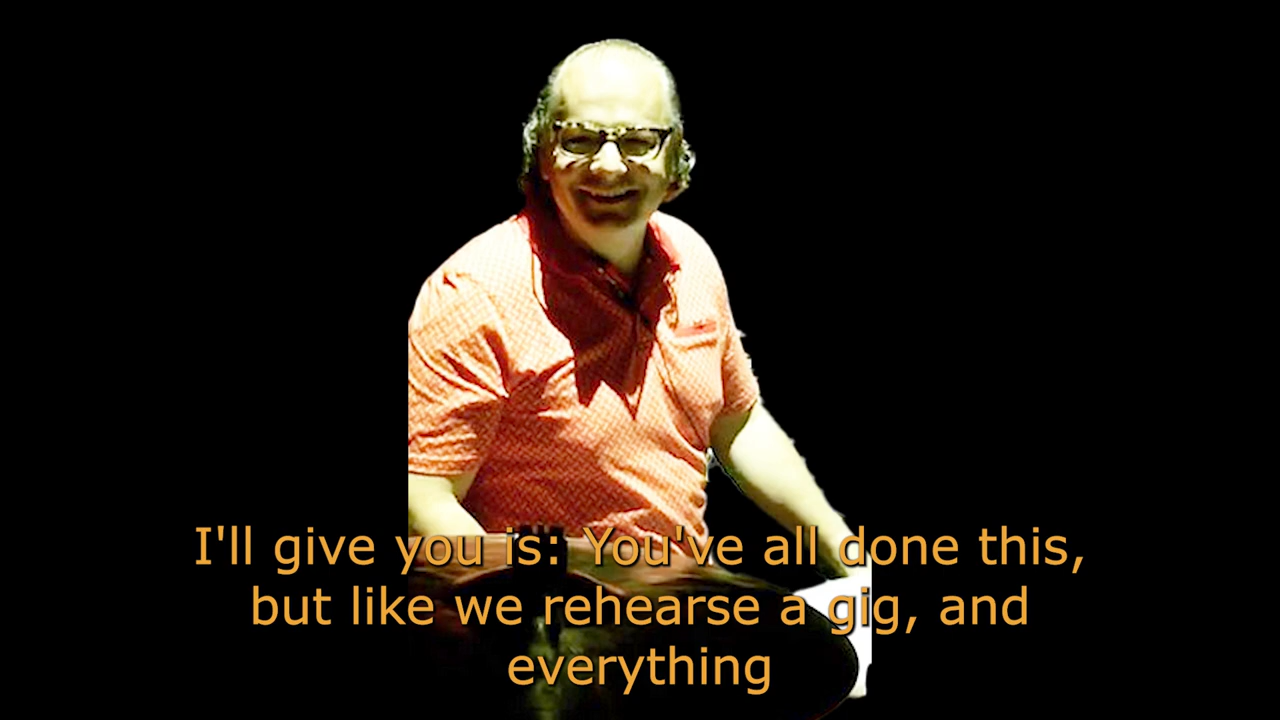 I'll give you is: You've all done this,
but like we rehearse a gig, and
everything